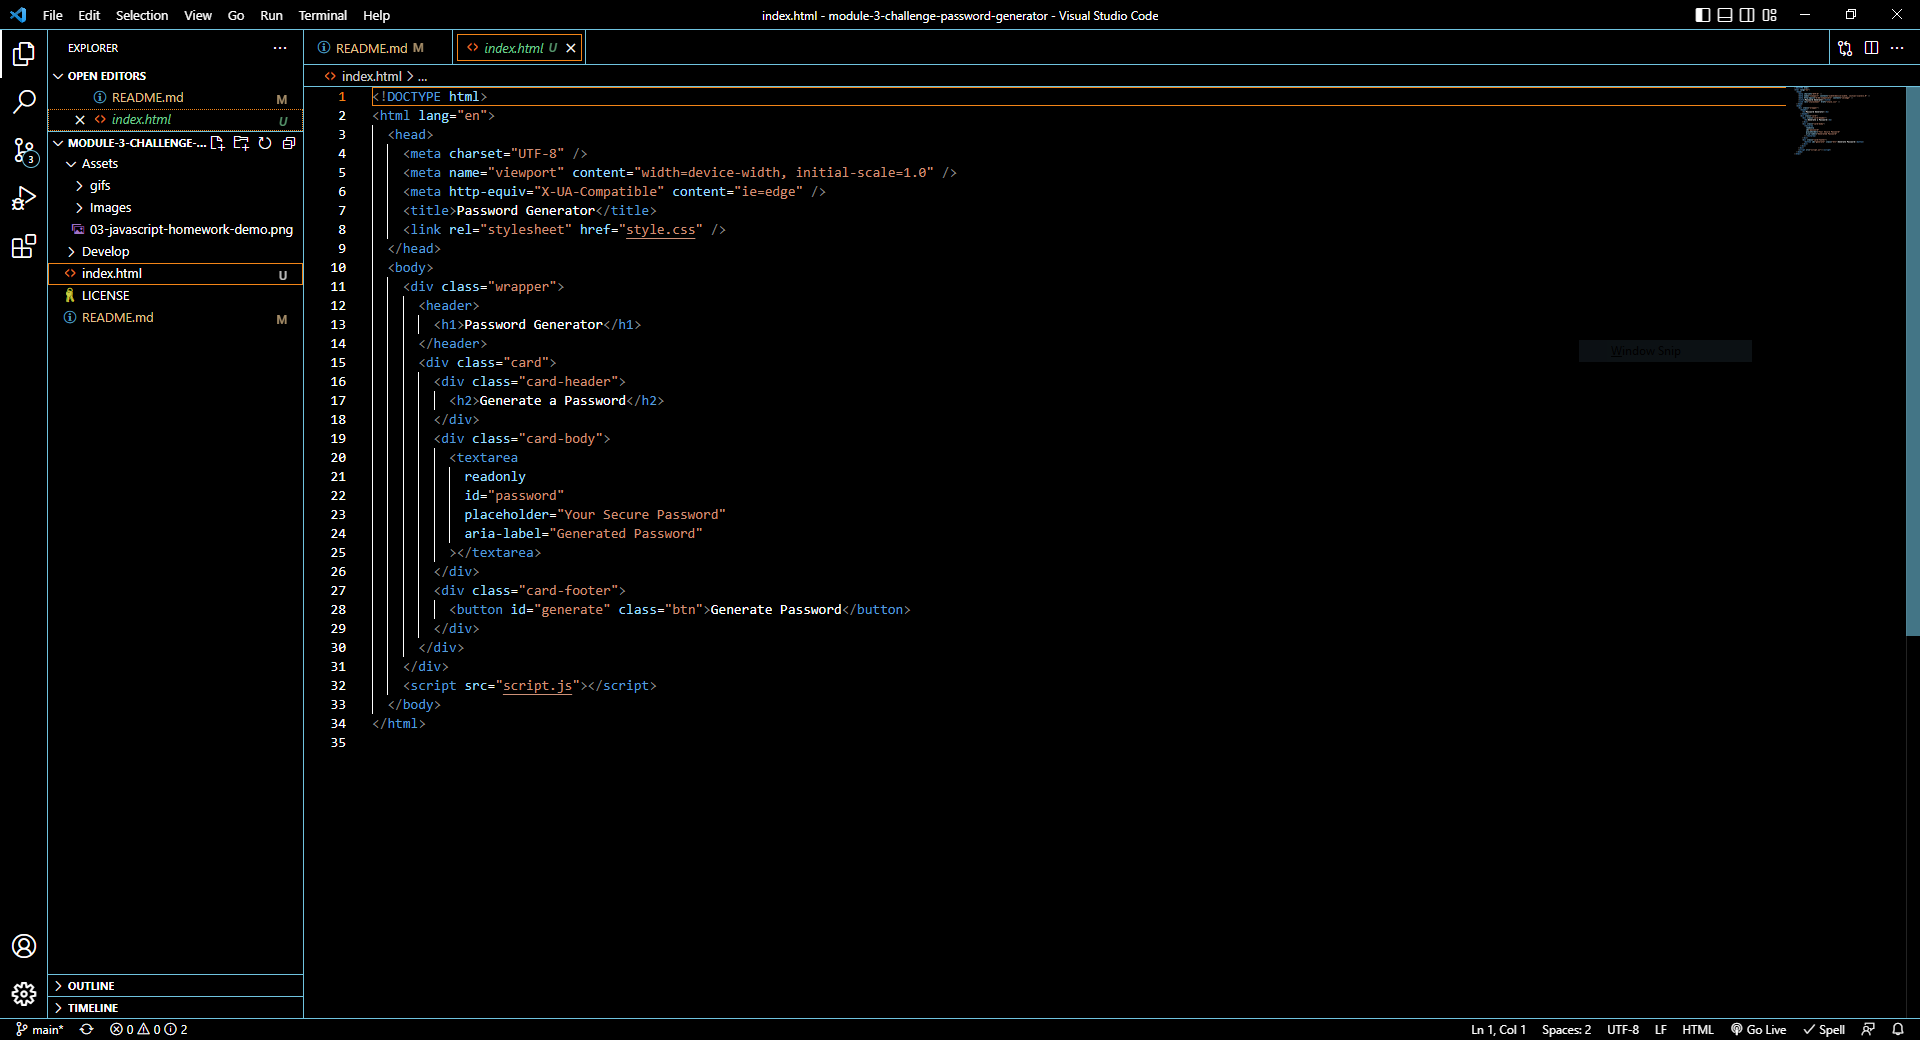 File Edit Selection View Go Run Terminal Help
index.html - module-3-challenge-password-generator - Visual Studio Code
EXPLORER
OPEN EDITORS
README.md M
index.html U
MODULE-3-CHALLENGE-...
Assets
gifs
Images
03-javascript-homework-demo.png
Develop
index.html U
LICENSE
README.md M
OUTLINE
TIMELINE
README.md M
index.html U
index.html > ...
1 <!DOCTYPE html>
2 <html lang="en">
3 <head>
4 <meta charset="UTF-8" />
5 <meta name="viewport" content="width=device-width, initial-scale=1.0" />
6 <meta http-equiv="X-UA-Compatible" content="ie=edge" />
7 <title>Password Generator</title>
8 <link rel="stylesheet" href="style.css" />
9 </head>
10 <body>
11 <div class="wrapper">
12 <header>
13 <h1>Password Generator</h1>
14 </header>
15 <div class="card">
16 <div class="card-header">
17 <h2>Generate a Password</h2>
18 </div>
19 <div class="card-body">
20 <textarea
21 readonly
22 id="password"
23 placeholder="Your Secure Password"
24 aria-label="Generated Password"
25 ></textarea>
26 </div>
27 <div class="card-footer">
28 <button id="generate" class="btn">Generate Password</button>
29 </div>
30 </div>
31 </div>
32 <script src="script.js"></script>
33 </body>
34 </html>
35
Window Snip
3
main* 0 0 2
Ln 1, Col 1 Spaces: 2 UTF-8 LF HTML Go Live Spell